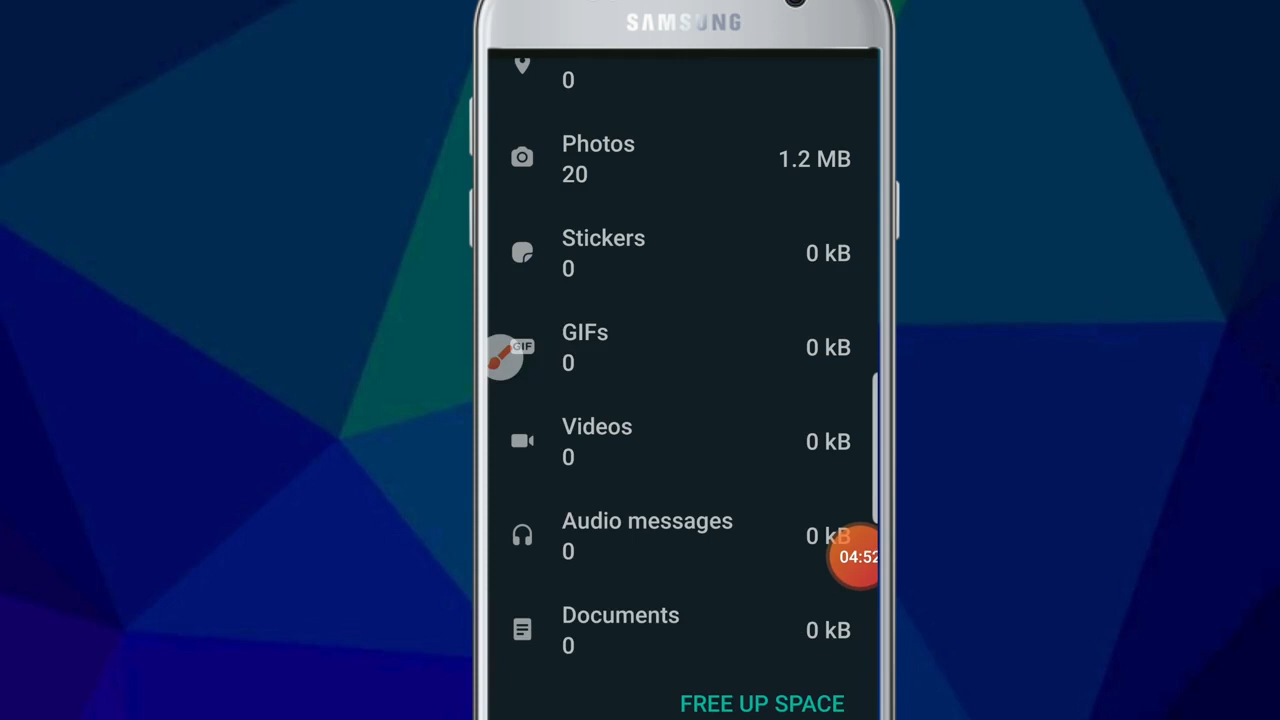 SAMSUNG
0
Photos
20
1.2 MB
Stickers
0
0 kB
GIFs
0
0 kB
GIF
Videos
0
0 kB
Audio messages
0
0 kB
04:52
Documents
0
0 kB
FREE UP SPACE